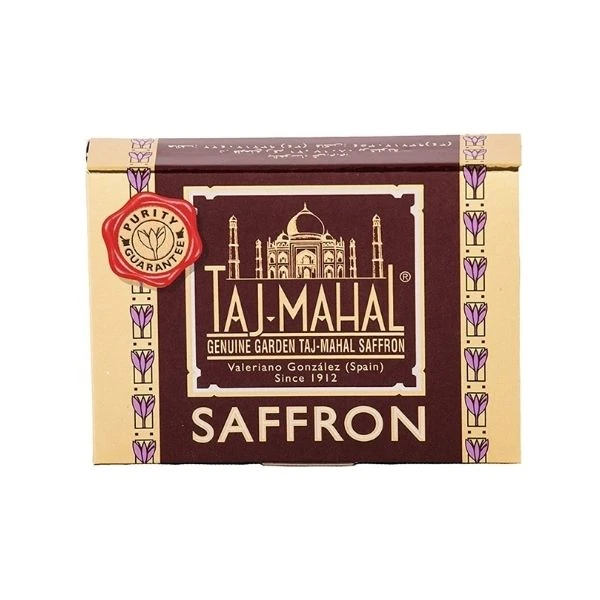 PURITY
GUARANTEE
TAJ-MAHAL®
GENUINE GARDEN TAJ-MAHAL SAFFRON
Valeriano González (Spain)
Since 1912
SAFFRON